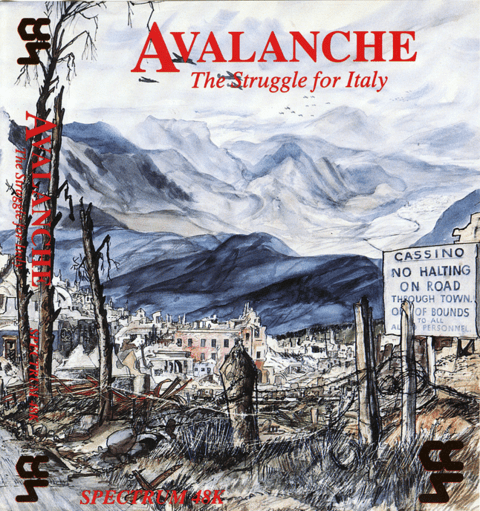 AVALANCHE
The Struggle for Italy
AVALANCHE
The Struggle for Italy
CASSINO
NO HALTING
ON ROAD
THROUGH TOWN.
OUT OF BOUNDS
TO ALL
PERSONNEL
SPECTRUM 48K